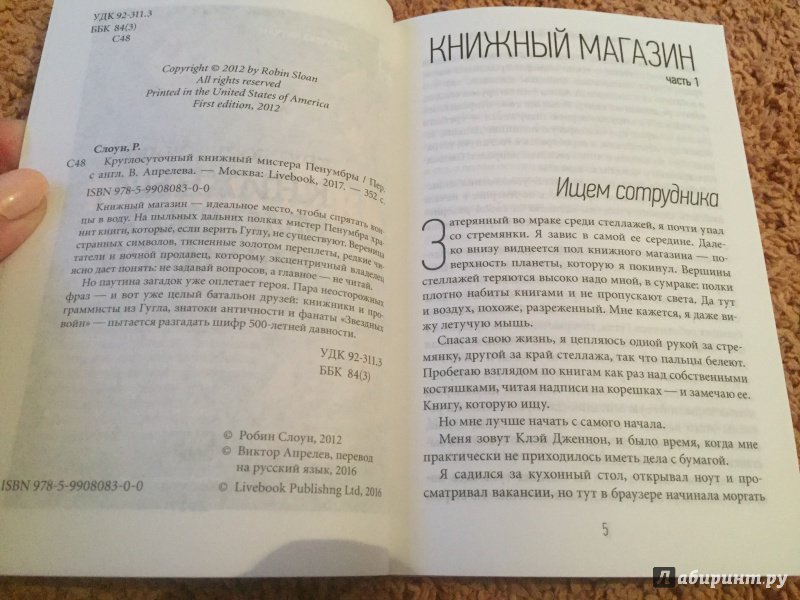 УДК 92-311.3
ББК 84(3)
С48
Copyright © 2012 by Robin Sloan
All rights reserved
Printed in the United States of America
First edition, 2012
Слоун, Р.
С48 Круглосуточный книжный мистера Пенумбры / Пер.
с англ. В. Апрелева. — Москва: Livebook, 2017. — 352 с.
ISBN 978-5-9908083-0-0
Книжный магазин — идеальное место, чтобы спрятать кон-
цы в воду. На пыльных дальних полках мистер Пенумбра хра-
нит книги, которые, если верить Гуглу, не существуют. Вереницы
странных символов, тисненные золотом переплеты, редкие чи-
татели и ночной продавец, которому эксцентричный владелец
ясно дает понять: не задавай вопросов, а главное — не читай.
Но паутина загадок уже оплетает героя. Пара неосторожных
фраз — и вот уже целый батальон друзей: книжники и про-
граммисты из Гугла, знатоки античности и фанаты «Звездных
войн» — пытается разгадать шифр 500-летней давности.
УДК 92-311.3
ББК 84(3)
© Робин Слоун, 2012
© Виктор Апрелев, перевод
на русский язык, 2016
ISBN 978-5-9908083-0-0 © Livebook Publishng Ltd, 2016
КНИЖНЫЙ МАГАЗИН
часть 1
Ищем сотрудника
Затерянный во мраке среди стеллажей, я почти упал
со стремянки. Я завис в самой ее середине. Дале-
ко внизу виднеется пол книжного магазина — по-
верхность планеты, которую я покинул. Вершины
стеллажей теряются высоко надо мной, в сумраке: полки
плотно набиты книгами и не пропускают света. Да тут
и воздух, похоже, разреженный. Мне кажется, я даже ви-
жу летучую мышь.
Спасая свою жизнь, я цепляюсь одной рукой за стре-
мянку, другой за край стеллажа, так что пальцы белеют.
Пробегаю взглядом по книгам как раз над собственными
костяшками, читая надписи на корешках — и замечаю ее.
Книгу, которую ищу.
Но мне лучше начать с самого начала.
Меня зовут Клэй Дженнон, и было время, когда мне
практически не приходилось иметь дела с бумагой.
Я садился за кухонный стол, открывал ноут и про-
сматривал вакансии, но тут в браузере начинала моргать
5
Лабиринт.ру